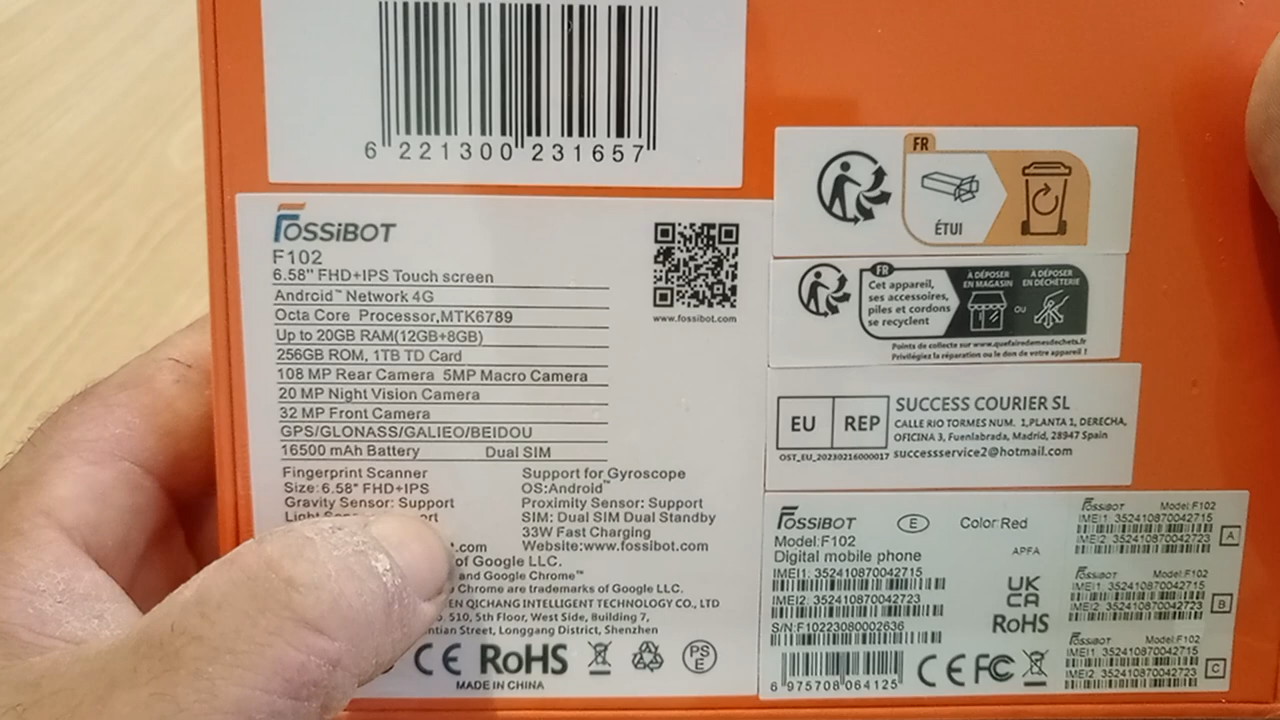 6 221300 231657
FOSSiBOT
F102
6.58" FHD+IPS Touch screen
Android™ Network 4G
Octa Core Processor,MTK6789
Up to 20GB RAM(12GB+8GB)
256GB ROM, 1TB TD Card
108 MP Rear Camera 5MP Macro Camera
20 MP Night Vision Camera
32 MP Front Camera
GPS/GLONASS/GALIEO/BEIDOU
16500 mAh Battery Dual SIM
Fingerprint Scanner
Size:6.58" FHD+IPS
Gravity Sensor: Support
Light
Support for Gyroscope
OS:Android™
Proximity Sensor: Support
SIM: Dual SIM Dual Standby
33W Fast Charging
.com Website:www.fossibot.com
of Google LLC.
and Google Chrome™
Chrome are trademarks of Google LLC.
EN QICHANG INTELLIGENT TECHNOLOGY CO., LTD
510, 5th Floor, West Side, Building 7,
ntian Street, Longgang District, Shenzhen
CE RoHS PSE
MADE IN CHINA
www.fossibot.com
FR
ÉTUI
FR
Cet appareil,
ses accessoires,
piles et cordons
se recyclent
À DÉPOSER
EN MAGASIN
OU
À DÉPOSER
EN DÉCHÈTERIE
Points de collecte sur www.quefairedemesdechets.fr
Privilégiez la réparation ou le don de votre appareil !
EU REP
OST_EU_20230216000017
SUCCESS COURIER SL
CALLE RIO TORMES NUM. 1,PLANTA 1, DERECHA,
OFICINA 3, Fuenlabrada, Madrid, 28947 Spain
successservice2@hotmail.com
FOSSiBOT E Color:Red
Model:F102
Digital mobile phone
APFA
IMEI1: 352410870042715
IMEI2: 352410870042723
S/N:F10223080002636
UK
CA
RoHS
6 975708 064125
CE FC
FOSSiBOT Model:F102
IMEI1 352410870042715
IMEI2 352410870042723
A
FOSSiBOT Model:F102
IMEI1 352410870042715
IMEI2 352410870042723
B
FOSSiBOT Model:F102
IMEI1 352410870042715
IMEI2 352410870042723
C